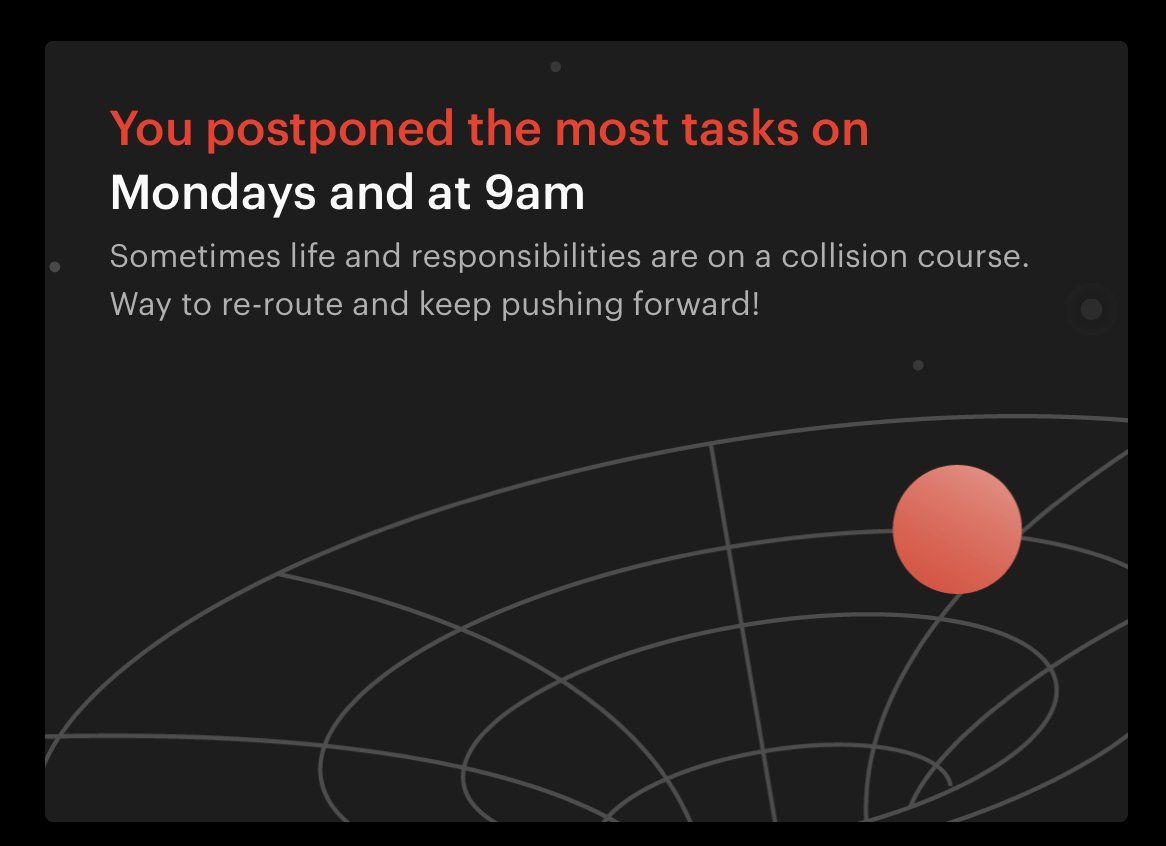 You postponed the most tasks on
Mondays and at 9am
Sometimes life and responsibilities are on a collision course.
Way to re-route and keep pushing forward!